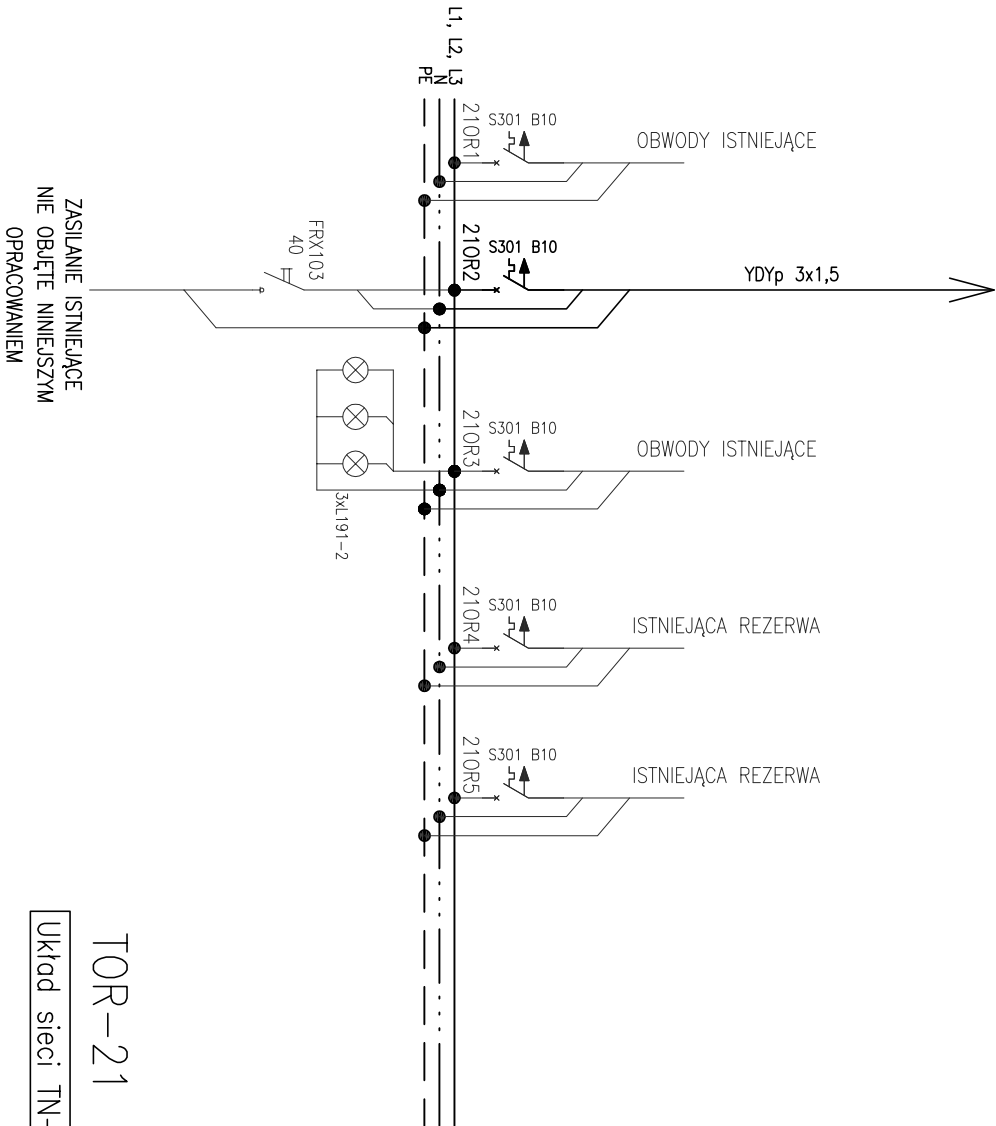 L1, L2, L3
N
PE
210R1
S301 B10
OBWODY ISTNIEJĄCE
210R2
S301 B10
YDYp 3x1,5
FRX103
40
ZASILANIE ISTNIEJĄCE
NIE OBJĘTE NINIEJSZYM
OPRACOWANIEM
210R3
S301 B10
OBWODY ISTNIEJĄCE
3xL191-2
210R4
S301 B10
ISTNIEJĄCA REZERWA
210R5
S301 B10
ISTNIEJĄCA REZERWA
TOR-21
Układ sieci TN-